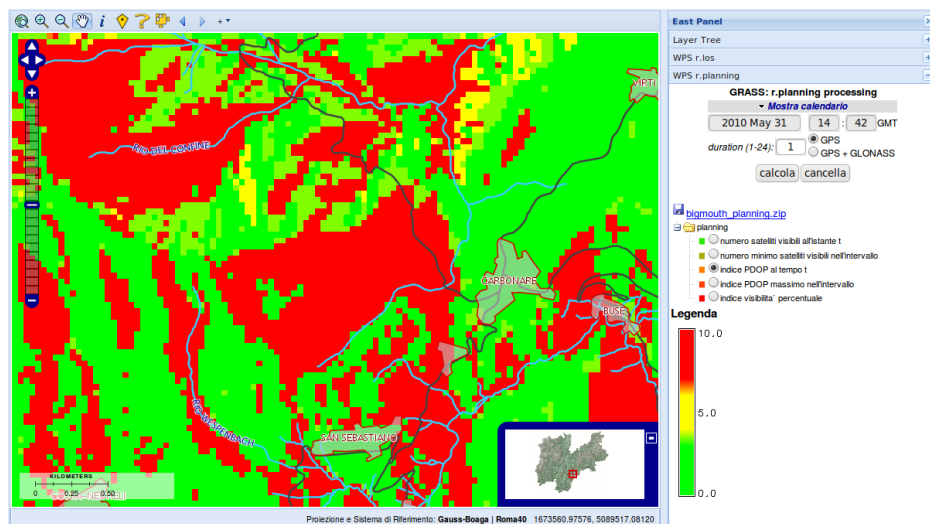 East Panel
Layer Tree
WPS r.los
WPS r.planning
GRASS: r.planning processing
Mostra calendario
2010 May 31 14 : 42 GMT
duration (1-24): 1 GPS
GPS + GLONASS
calcola cancella
bigmouth_planning.zip
planning
numero satelliti visibili all'istante t
numero minimo satelliti visibili nell'intervallo
indice PDOP al tempo t
indice PDOP massimo nell'intervallo
indice visibilita` percentuale
Legenda
10.0
5.0
0.0
VIRTI
RIO-DEL-CONFINE
CARBONARE
BUSE
RIO-WESPENBACH
SAN SEBASTIANO
KILOMETERS
0 0.25 0.50
Proiezione e Sistema di Riferimento: Gauss-Boaga | Roma40 1673560.97576, 5089517.08120